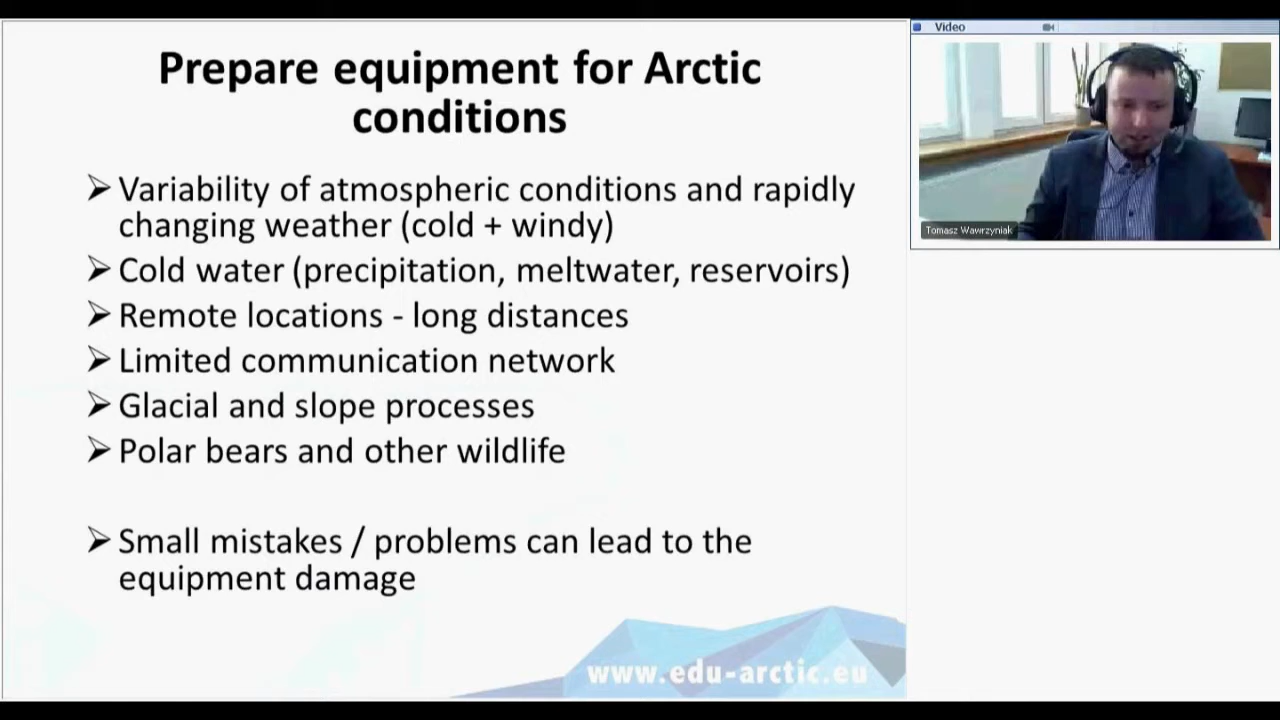 Prepare equipment for Arctic
conditions
Variability of atmospheric conditions and rapidly
changing weather (cold + windy)
Cold water (precipitation, meltwater, reservoirs)
Remote locations - long distances
Limited communication network
Glacial and slope processes
Polar bears and other wildlife
Small mistakes / problems can lead to the
equipment damage
www.edu-arctic.eu
Video
Tomasz Wawrzyniak